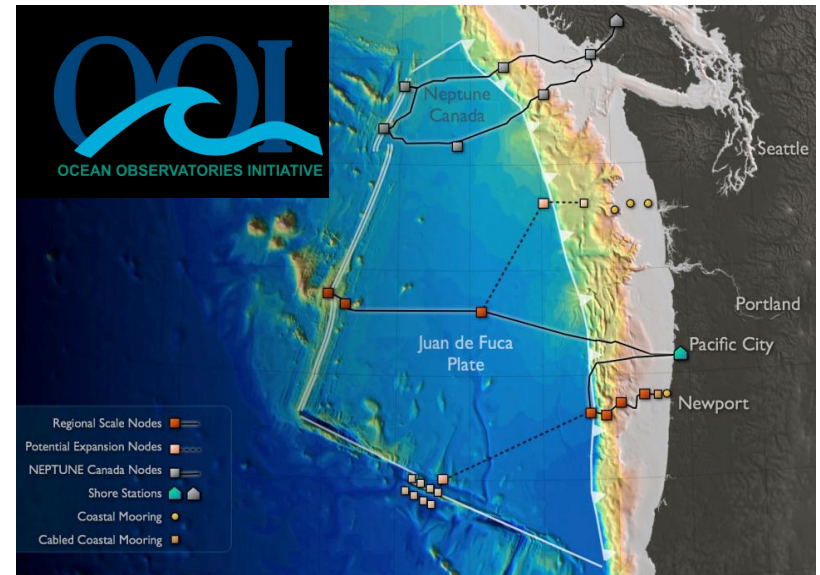 OOI
OCEAN OBSERVATORIES INITIATIVE
Neptune
Canada
Seattle
Portland
Pacific City
Juan de Fuca
Plate
Newport
Regional Scale Nodes
Potential Expansion Nodes
NEPTUNE Canada Nodes
Shore Stations
Coastal Mooring
Cabled Coastal Mooring